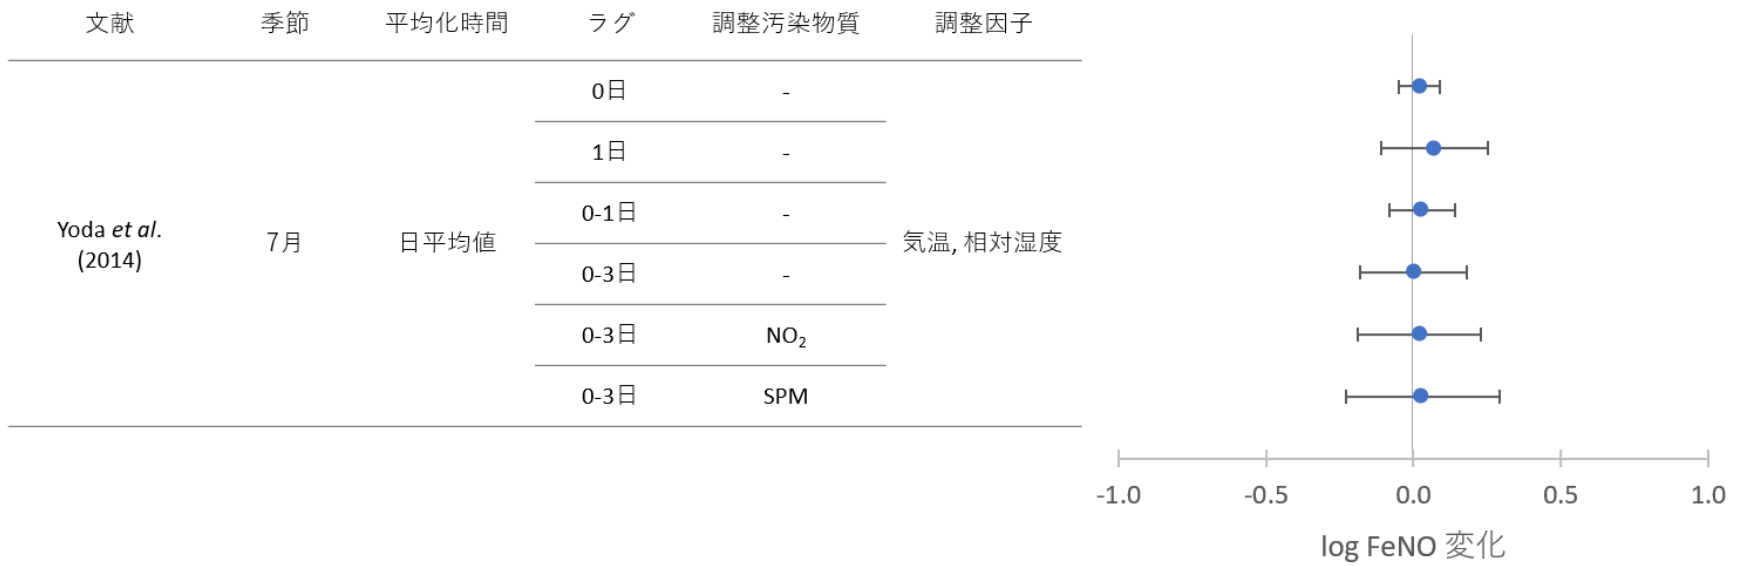 文献 季節 平均化時間 ラグ 調整汚染物質 調整因子
0日 -
1日 -
0-1日 -
Yoda et al.
(2014)
7月 日平均値 気温, 相対湿度
0-3日 -
0-3日 NO₂
0-3日 SPM
-1.0 -0.5 0.0 0.5 1.0
log FeNO 変化